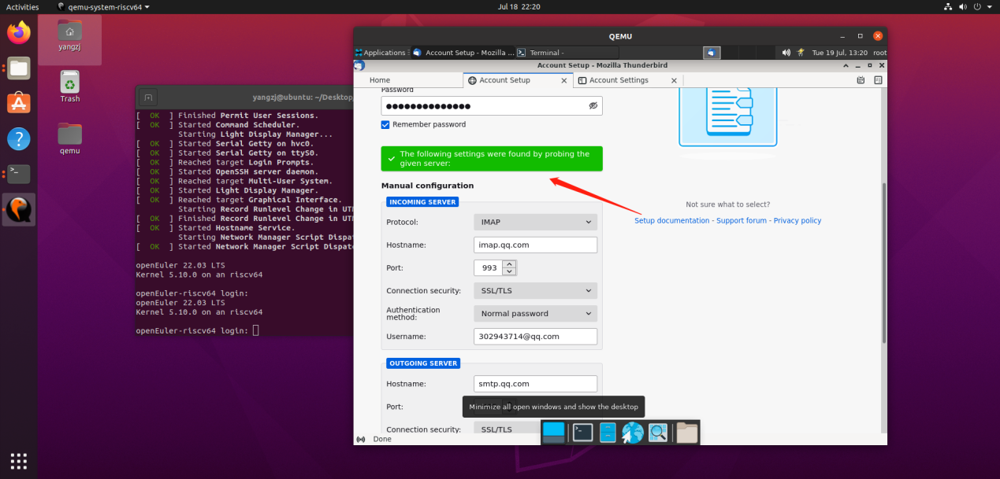 Activities
qemu-system-riscv64
Jul 18 22:20
yangzj
Trash
qemu
yangzj@ubuntu: ~/Desktop
[ OK ] Finished Permit User Sessions.
[ OK ] Started Command Scheduler.
Starting Light Display Manager...
[ OK ] Started Serial Getty on hvc0.
[ OK ] Started Serial Getty on ttyS0.
[ OK ] Reached target Login Prompts.
[ OK ] Started OpenSSH server daemon.
[ OK ] Reached target Multi-User System.
[ OK ] Started Light Display Manager.
[ OK ] Reached target Graphical Interface.
Starting Record Runlevel Change in UT
[ OK ] Finished Record Runlevel Change in UT
[ OK ] Started Hostname Service.
Starting Network Manager Script Dispat
[ OK ] Started Network Manager Script Dispat
openEuler 22.03 LTS
Kernel 5.10.0 on an riscv64
openEuler-riscv64 login:
openEuler 22.03 LTS
Kernel 5.10.0 on an riscv64
openEuler-riscv64 login:
QEMU
Applications
Account Setup - Mozilla ...
Terminal -
Tue 19 Jul, 13:20 root
Account Setup - Mozilla Thunderbird
Home
Account Setup
Account Settings
Password
Remember password
The following settings were found by probing the
given server:
Manual configuration
INCOMING SERVER
Protocol: IMAP
Hostname: imap.qq.com
Port: 993
Connection security: SSL/TLS
Authentication
method: Normal password
Username: 302943714@qq.com
OUTGOING SERVER
Hostname: smtp.qq.com
Port:
Minimize all open windows and show the desktop
Connection security: SSL/TLS
Done
Not sure what to select?
Setup documentation - Support forum - Privacy policy